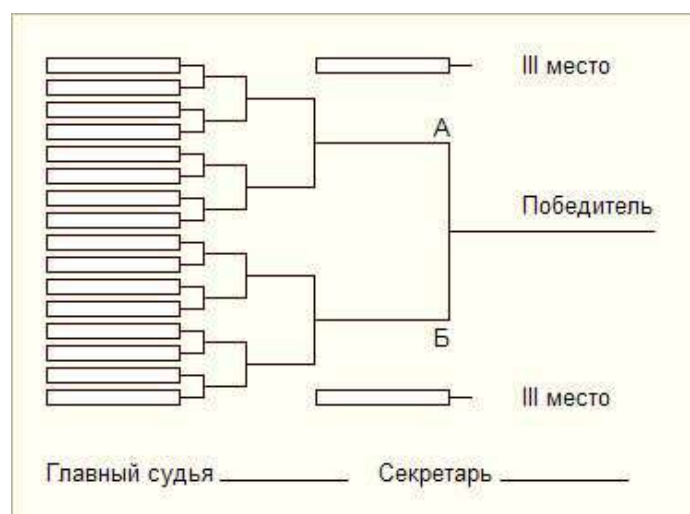 III место
А
Победитель
Б
III место
Главный судья Секретарь